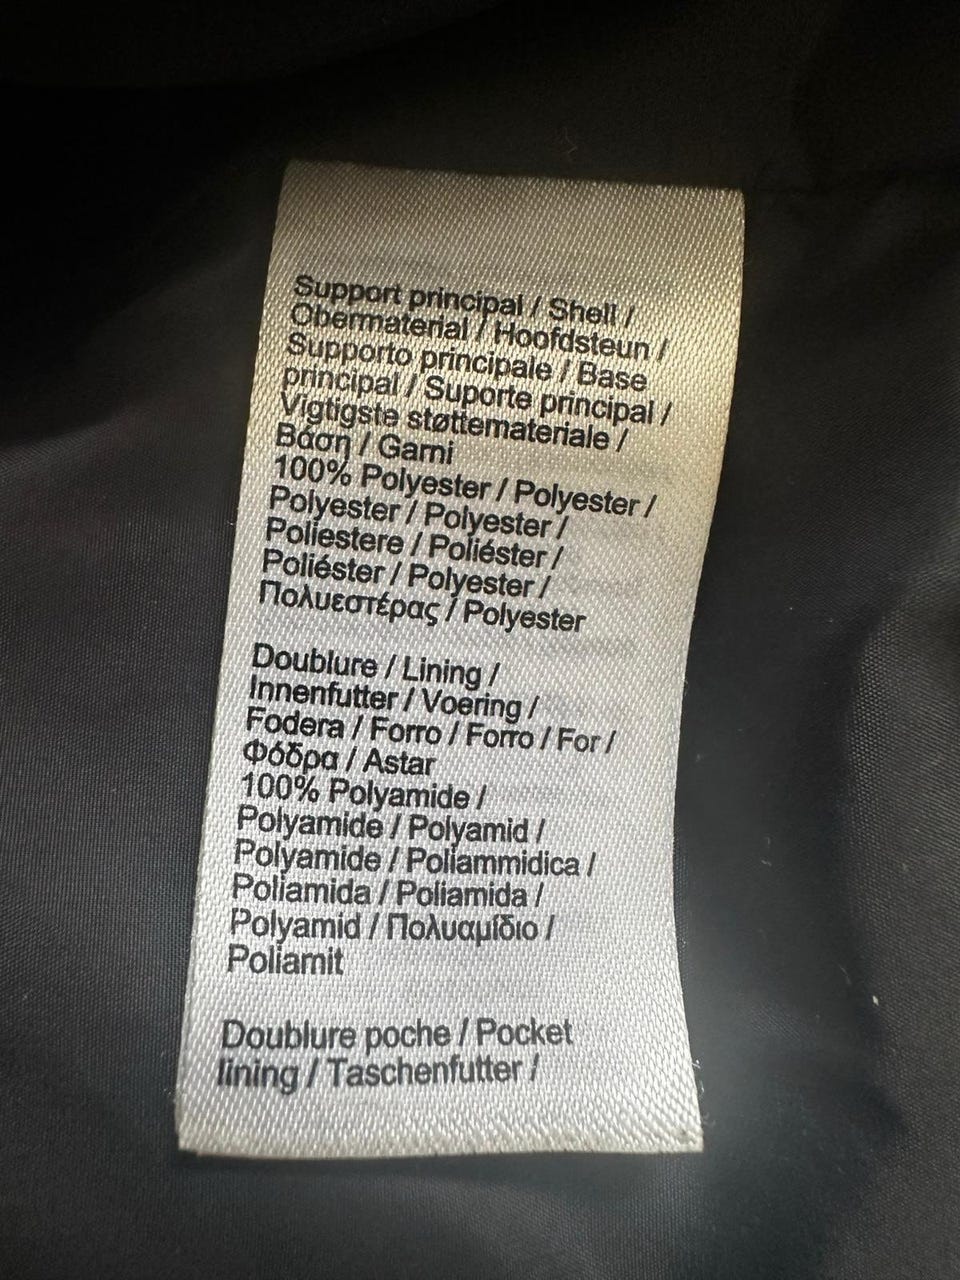 Support principal / Shell /
Obermaterial / Hoofdsteun /
Supporto principale / Base
principal / Suporte principal /
Vigtigste støttemateriale /
Βάση / Garni
100% Polyester / Polyester /
Polyester / Polyester /
Poliestere / Poliéster /
Poliéster / Polyester /
Πολυεστέρας / Polyester
Doublure / Lining /
Innenfutter / Voering /
Fodera / Forro / Forro / For /
Φόδρα / Astar
100% Polyamide /
Polyamide / Polyamid /
Polyamide / Poliammidica /
Poliamida / Poliamida /
Polyamid / Πολυαμίδιο /
Poliamit
Doublure poche / Pocket
lining / Taschenfutter /